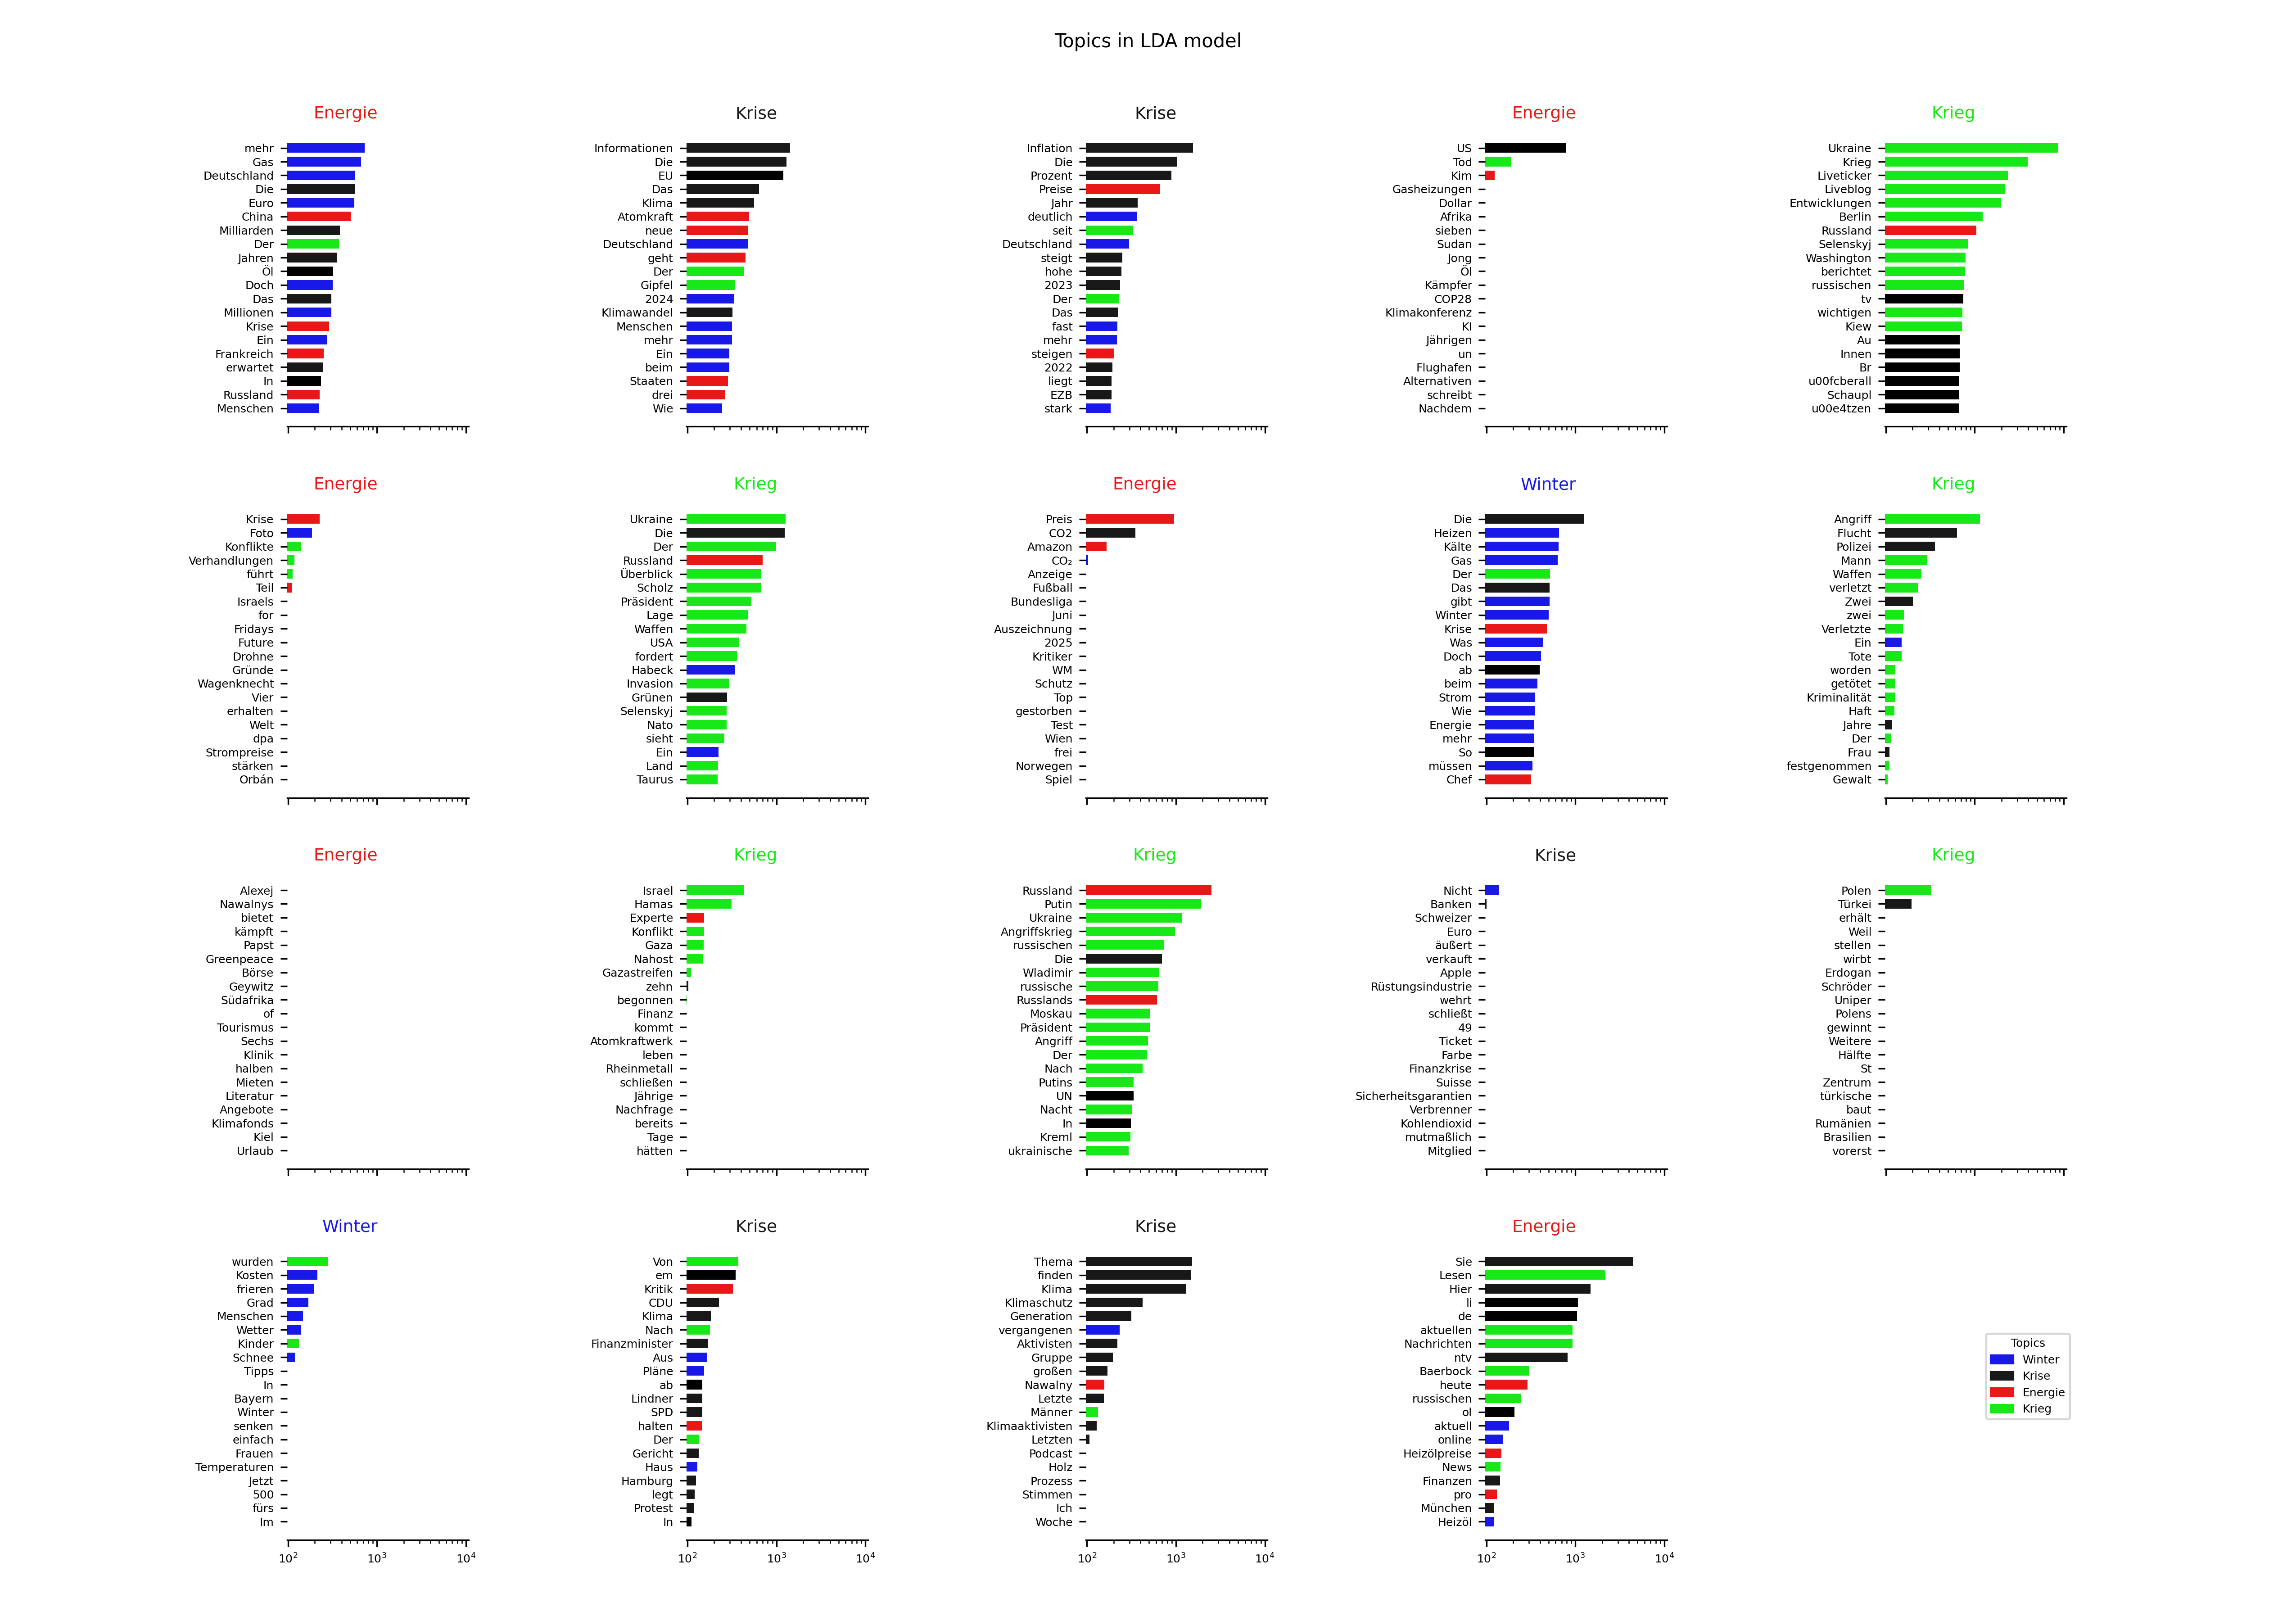 Topics in LDA model
Energie
mehr
Gas
Deutschland
Die
Euro
China
Milliarden
Der
Jahren
Öl
Doch
Das
Millionen
Krise
Ein
Frankreich
erwartet
In
Russland
Menschen
Krise
Informationen
Die
EU
Das
Klima
Atomkraft
neue
Deutschland
geht
Der
Gipfel
2024
Klimawandel
Menschen
mehr
Ein
beim
Staaten
drei
Wie
Krise
Inflation
Die
Prozent
Preise
Jahr
deutlich
seit
Deutschland
steigt
hohe
2023
Der
Das
fast
mehr
steigen
2022
liegt
EZB
stark
Energie
US
Tod
Kim
Gasheizungen
Dollar
Afrika
sieben
Sudan
Jong
Öl
Kämpfer
COP28
Klimakonferenz
KI
Jährigen
un
Flughafen
Alternativen
schreibt
Nachdem
Krieg
Ukraine
Krieg
Liveticker
Liveblog
Entwicklungen
Berlin
Russland
Selenskyj
Washington
berichtet
russischen
tv
wichtigen
Kiew
Au
Innen
Br
u00fcberall
Schaupl
u00e4tzen
Energie
Krise
Foto
Konflikte
Verhandlungen
führt
Teil
Israels
for
Fridays
Future
Drohne
Gründe
Wagenknecht
Vier
erhalten
Welt
dpa
Strompreise
stärken
Orbán
Krieg
Ukraine
Die
Der
Russland
Überblick
Scholz
Präsident
Lage
Waffen
USA
fordert
Habeck
Invasion
Grünen
Selenskyj
Nato
sieht
Ein
Land
Taurus
Energie
Preis
CO2
Amazon
CO₂
Anzeige
Fußball
Bundesliga
Juni
Auszeichnung
2025
Kritiker
WM
Schutz
Top
gestorben
Test
Wien
frei
Norwegen
Spiel
Winter
Die
Heizen
Kälte
Gas
Der
Das
gibt
Winter
Krise
Was
Doch
ab
beim
Strom
Wie
Energie
mehr
So
müssen
Chef
Krieg
Angriff
Flucht
Polizei
Mann
Waffen
verletzt
Zwei
zwei
Verletzte
Ein
Tote
worden
getötet
Kriminalität
Haft
Jahre
Der
Frau
festgenommen
Gewalt
Energie
Alexej
Nawalnys
bietet
kämpft
Papst
Greenpeace
Börse
Geywitz
Südafrika
of
Tourismus
Sechs
Klinik
halben
Mieten
Literatur
Angebote
Klimafonds
Kiel
Urlaub
Krieg
Israel
Hamas
Experte
Konflikt
Gaza
Nahost
Gazastreifen
zehn
begonnen
Finanz
kommt
Atomkraftwerk
leben
Rheinmetall
schließen
Jährige
Nachfrage
bereits
Tage
hätten
Krieg
Russland
Putin
Ukraine
Angriffskrieg
russischen
Die
Wladimir
russische
Russlands
Moskau
Präsident
Angriff
Der
Nach
Putins
UN
Nacht
In
Kreml
ukrainische
Krise
Nicht
Banken
Schweizer
Euro
äußert
verkauft
Apple
Rüstungsindustrie
wehrt
schließt
49
Ticket
Farbe
Finanzkrise
Suisse
Sicherheitsgarantien
Verbrenner
Kohlendioxid
mutmaßlich
Mitglied
Krieg
Polen
Türkei
erhält
Weil
stellen
wirbt
Erdogan
Schröder
Uniper
Polens
gewinnt
Weitere
Hälfte
St
Zentrum
türkische
baut
Rumänien
Brasilien
vorerst
Winter
wurden
Kosten
frieren
Grad
Menschen
Wetter
Kinder
Schnee
Tipps
In
Bayern
Winter
senken
einfach
Frauen
Temperaturen
Jetzt
500
fürs
Im
10² 10³ 10⁴
Krise
Von
em
Kritik
CDU
Klima
Nach
Finanzminister
Aus
Pläne
ab
Lindner
SPD
halten
Der
Gericht
Haus
Hamburg
legt
Protest
In
10² 10³ 10⁴
Krise
Thema
finden
Klima
Klimaschutz
Generation
vergangenen
Aktivisten
Gruppe
großen
Nawalny
Letzte
Männer
Klimaaktivisten
Letzten
Podcast
Holz
Prozess
Stimmen
Ich
Woche
10² 10³ 10⁴
Energie
Sie
Lesen
Hier
li
de
aktuellen
Nachrichten
ntv
Baerbock
heute
russischen
ol
aktuell
online
Heizölpreise
News
Finanzen
pro
München
Heizöl
10² 10³ 10⁴
Topics
Winter
Krise
Energie
Krieg